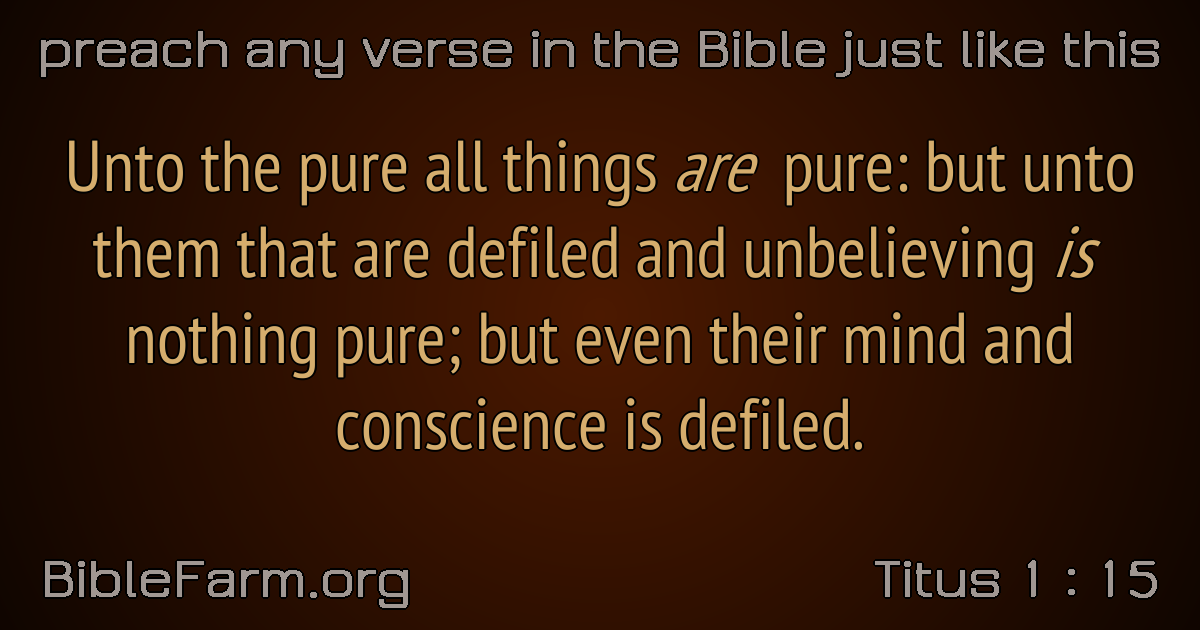 preach any verse in the Bible just like this
Unto the pure all things are pure: but unto
them that are defiled and unbelieving is
nothing pure; but even their mind and
conscience is defiled.
BibleFarm.org
Titus 1 : 15